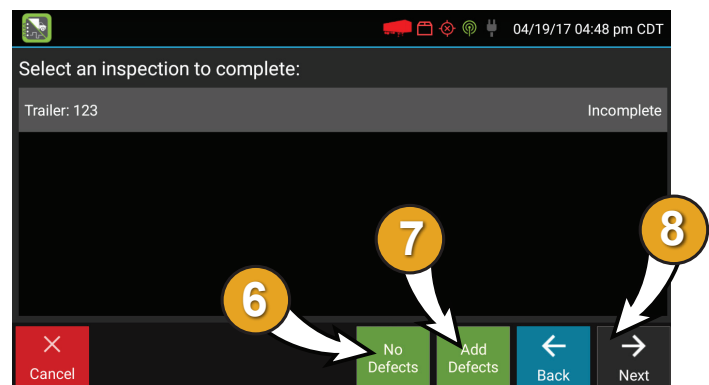 04/19/17 04:48 pm CDT
Select an inspection to complete:
Trailer: 123 Incomplete
6
7
8
Cancel
No
Defects
Add
Defects
Back
Next